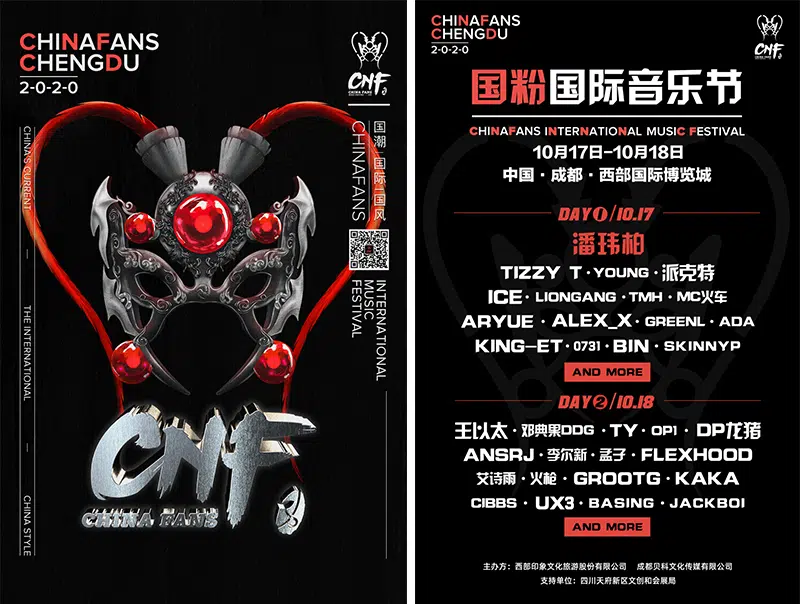 CHINAFANS
CHENGDU
2-0-2-0
CNF
CHINA FANS
CHINA'S CURRENT
THE INTERNATIONAL
CHINA STYLE
国潮 国际 国风
CHINAFANS
INTERNATIONAL
MUSIC
FESTIVAL
CNF
CHINA FANS
CHINAFANS
CHENGDU
2-0-2-0
CNF
国粉国际音乐节
CHINAFANS INTERNATIONAL MUSIC FESTIVAL
10月17日-10月18日
中国·成都·西部国际博览城
DAY①/10.17
潘玮柏
TIZZY T·YOUNG·派克特
ICE·LIONGANG·TMH·MC火车
ARYUE·ALEX_X·GREENL·ADA
KING-ET·0731·BIN·SKINNYP
AND MORE
DAY②/10.18
王以太·邓典果DDG·TY·OP1·DP龙猪
ANSRJ·李尔新·孟子·FLEXHOOD
艾诗雨·火枪·GROOTG·KAKA
CIBBS·UX3·BASING·JACKBOI
AND MORE
主办方：西部印象文化旅游股份有限公司 成都贝科文化传媒有限公司
支持单位：四川天府新区文创和会展局